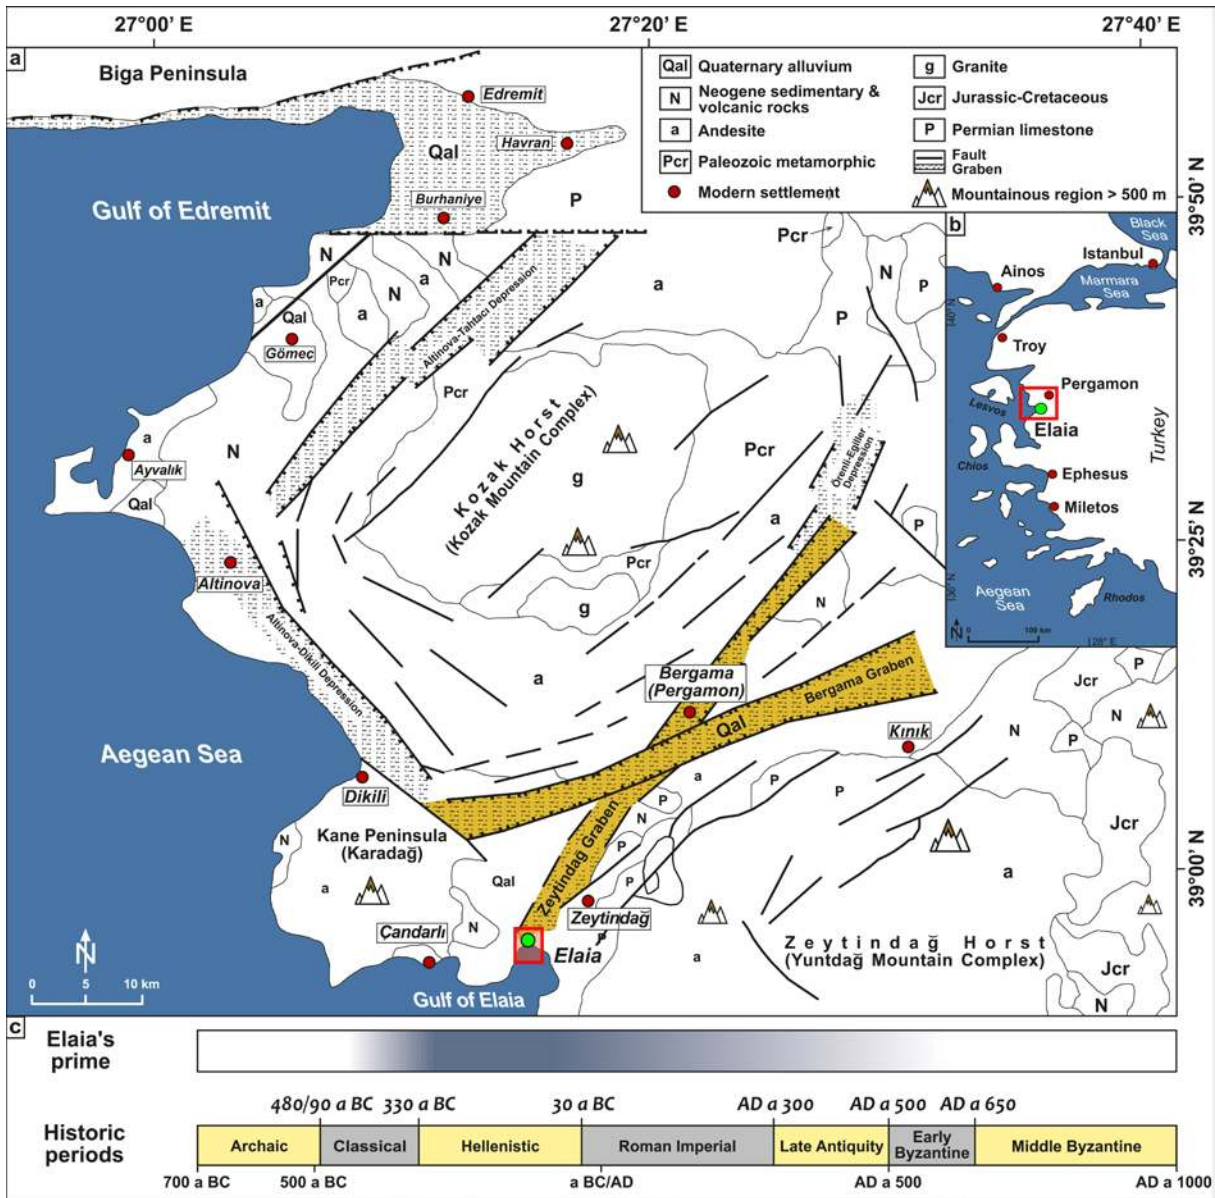 27°00' E
27°20' E
27°40' E
a
Biga Peninsula
Edremit
Havran
Qal
Burhaniye
Gulf of Edremit
P
Qal Quaternary alluvium
N Neogene sedimentary &
volcanic rocks
a Andesite
Pcr Paleozoic metamorphic
Modern settlement
g Granite
Jcr Jurassic-Cretaceous
P Permian limestone
Fault
Graben
Mountainous region > 500 m
39°50' N
39°25' N
39°00' N
b
Black
Sea
Istanbul
Ainos
Marmara
Sea
|40° N
Troy
Pergamon
Lesvos
Elaia
Turkey
Chios
Ephesus
Miletos
|36° N
Aegean
Sea
Rhodos
N
0 100 km
|28° E
N
Pcr
N
a
N
a
a
Qal
Gömeç
Altinova-Tahtacı Depression
a
Pcr
N
P
P
Pcr
Kozak Horst
(Kozak Mountain Complex)
Pcr
Örenli-Eğiller
Depression
a
Ayvalık
N
Qal
g
a
P
Altinova
Pcr
g
N
Altinova-Dikili Depression
a
Bergama
(Pergamon)
Bergama Graben
Qal
Jcr
P
N
P
Kınık
N
Aegean Sea
Dikili
a
P
P
P
N
P
P
Jcr
Kane Peninsula
(Karadağ)
N
a
Qal
Zeytindağ Graben
N
Zeytindağ
a
Çandarlı
Elaia
a
Zeytindağ Horst
(Yuntdağ Mountain Complex)
Jcr
N
N
0 5 10 km
Gulf of Elaia
c
Elaia's
prime
480/90 a BC 330 a BC 30 a BC AD a 300 AD a 500 AD a 650
Historic
periods
Archaic Classical Hellenistic Roman Imperial Late Antiquity Early
Byzantine Middle Byzantine
700 a BC 500 a BC a BC/AD AD a 500 AD a 1000